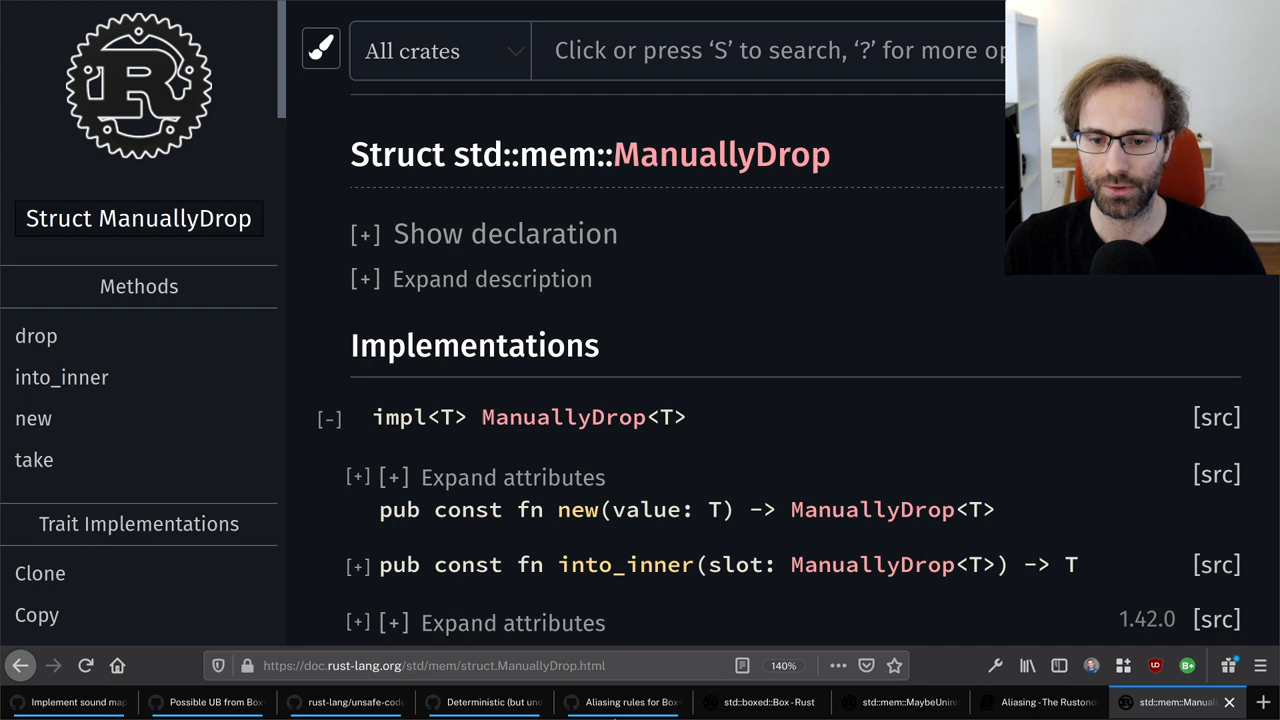 All crates
Click or press ‘S’ to search, ‘?’ for more op
Struct std::mem::ManuallyDrop
[+] Show declaration
[+] Expand description
Struct ManuallyDrop
Methods
drop
into_inner
new
take
Trait Implementations
Clone
Copy
Implementations
[-] impl<T> ManuallyDrop<T> [src]
[+] [+] Expand attributes [src]
pub const fn new(value: T) -> ManuallyDrop<T>
[+] pub const fn into_inner(slot: ManuallyDrop<T>) -> T [src]
[+] [+] Expand attributes 1.42.0 [src]
https://doc.rust-lang.org/std/mem/struct.ManuallyDrop.html 140%
Implement sound map Possible UB from Box rust-lang/unsafe-code Deterministic (but und Aliasing rules for Box std::boxed::Box - Rust std::mem::MaybeUnini Aliasing - The Rustono std::mem::Manuall